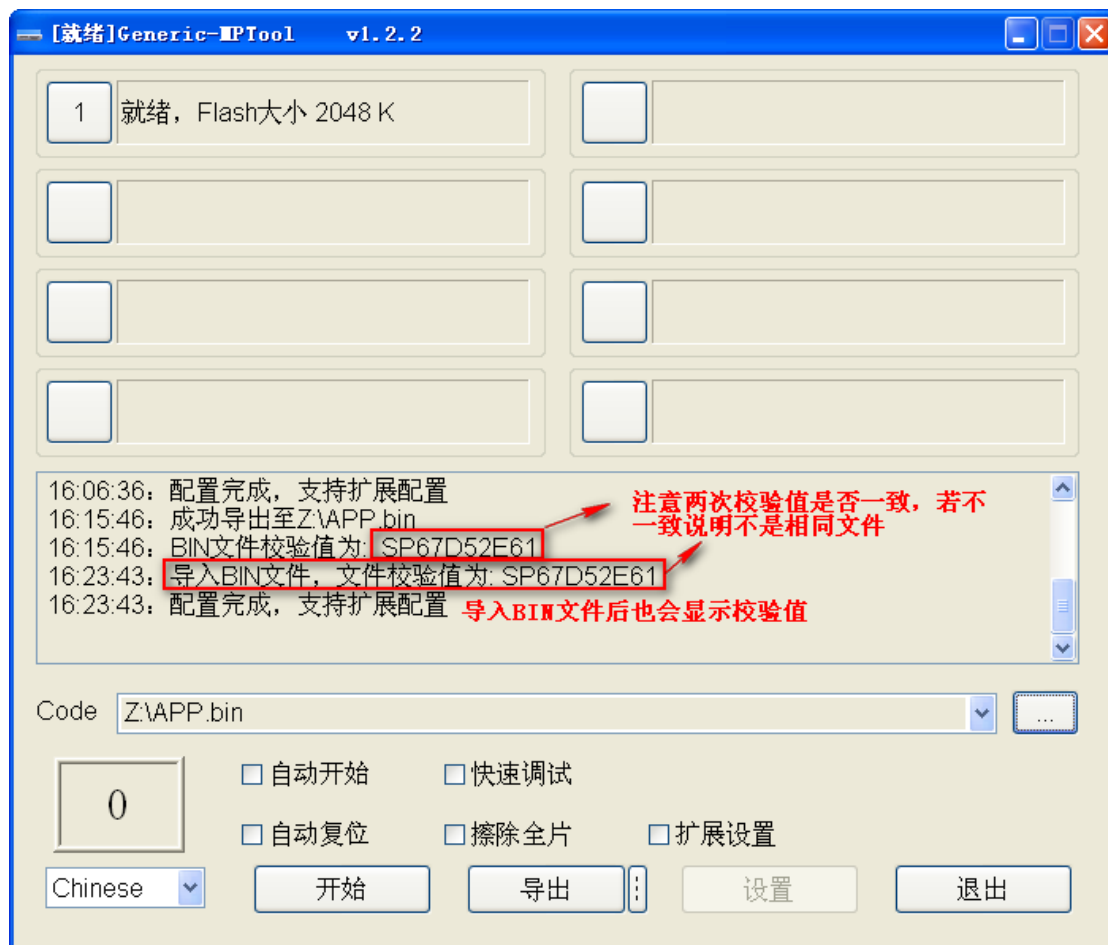 [就绪]Generic-MPTool v1.2.2
1 就绪，Flash大小 2048 K
16:06:36：配置完成，支持扩展配置
16:15:46：成功导出至Z:\APP.bin
16:15:46：BIN文件校验值为: SP67D52E61
16:23:43：导入BIN文件，文件校验值为: SP67D52E61
16:23:43：配置完成，支持扩展配置
注意两次校验值是否一致，若不
一致说明不是相同文件
导入BIN文件后也会显示校验值
Code Z:\APP.bin ...
0
自动开始 快速调试
自动复位 擦除全片 扩展设置
Chinese 开始 导出 设置 退出